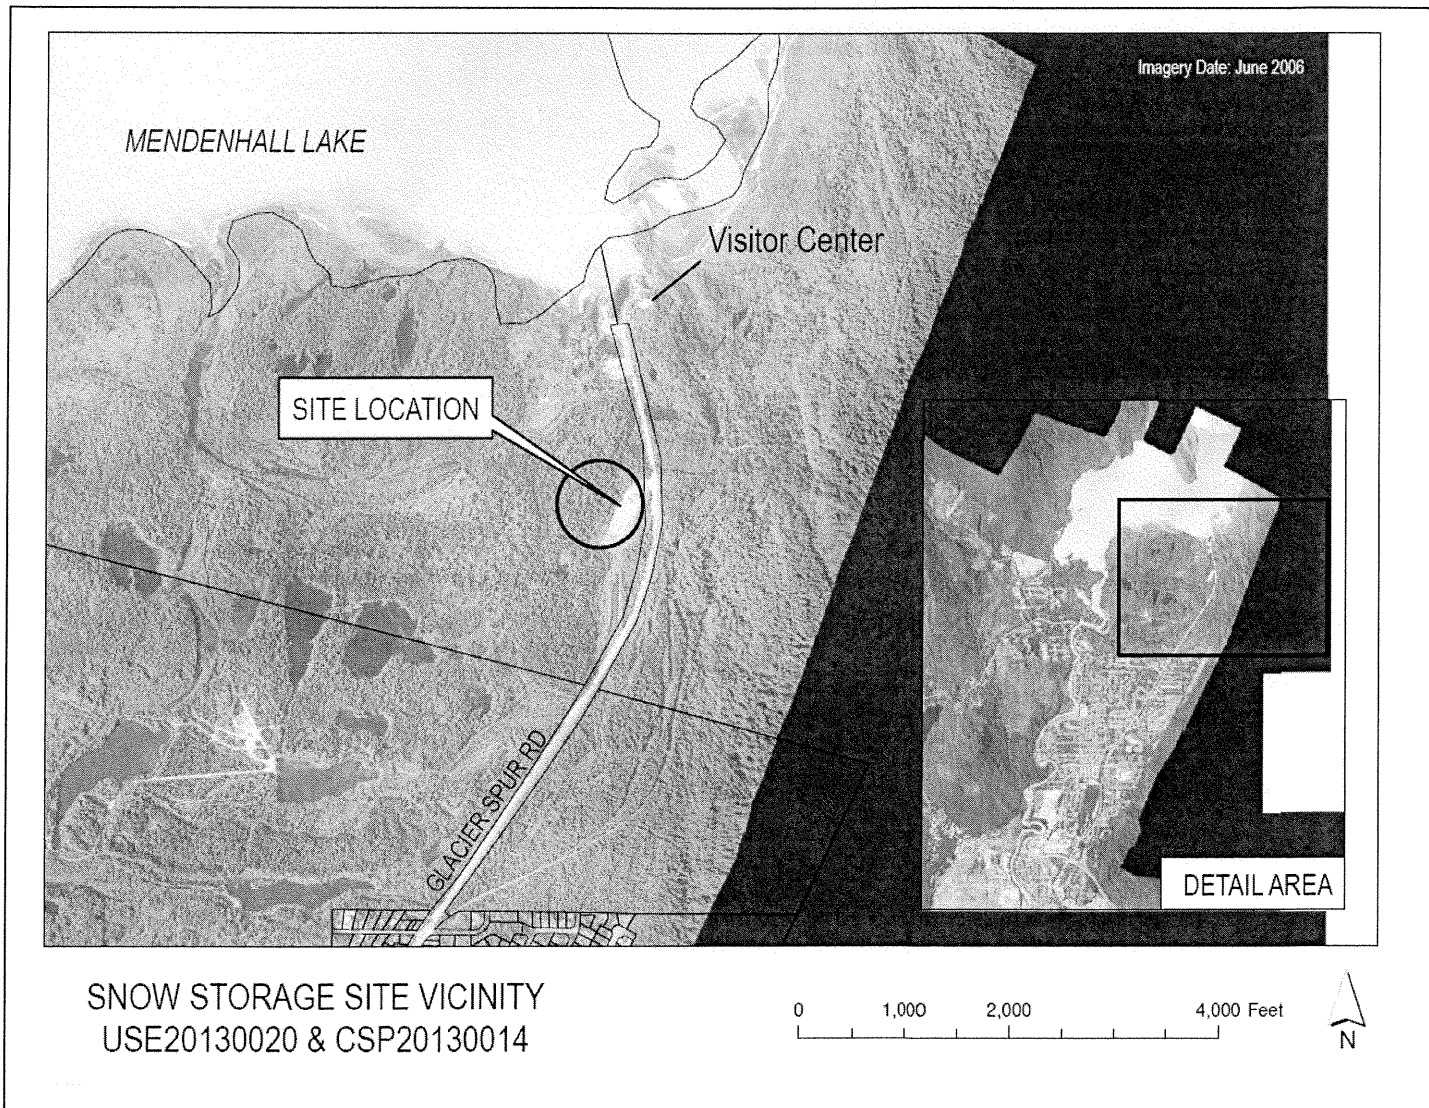 Imagery Date: June 2006
MENDENHALL LAKE
Visitor Center
SITE LOCATION
GLACIER SPUR RD
DETAIL AREA
SNOW STORAGE SITE VICINITY
USE20130020 & CSP20130014
0 1,000 2,000 4,000 Feet
N